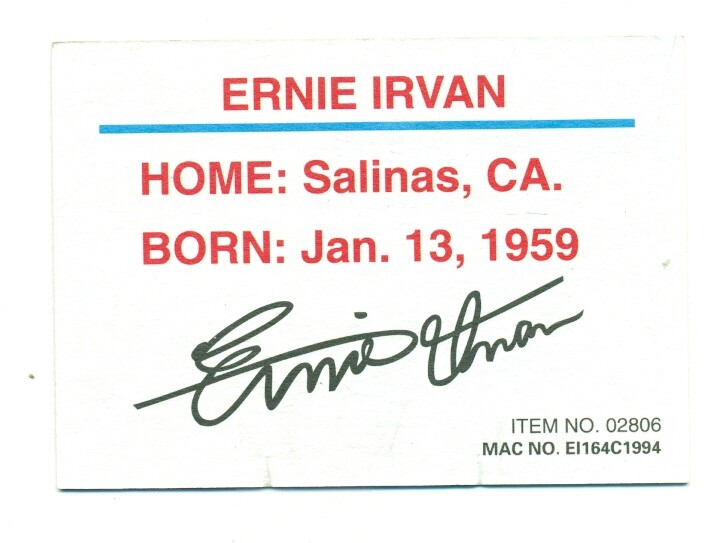 ERNIE IRVAN
HOME: Salinas, CA.
BORN: Jan. 13, 1959
Ernie Irvan
ITEM NO. 02806
MAC NO. EI164C1994